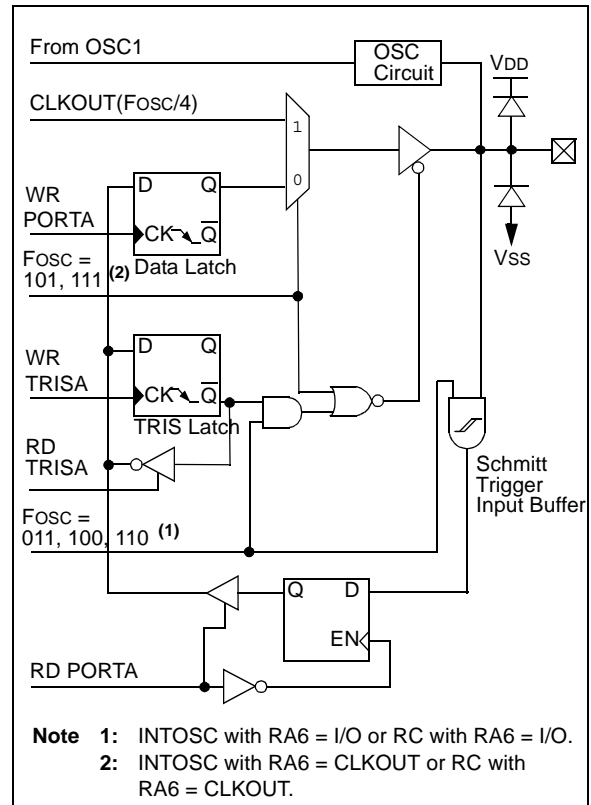 From OSC1
OSC
Circuit
VDD
CLKOUT(FOSC/4)
1
0
D Q
WR
PORTA
CK Q
Data Latch
VSS
FOSC =
101, 111 (2)
D Q
WR
TRISA
CK Q
TRIS Latch
RD
TRISA
Schmitt
Trigger
Input Buffer
FOSC =
011, 100, 110 (1)
Q D
EN
RD PORTA
Note 1: INTOSC with RA6 = I/O or RC with RA6 = I/O.
2: INTOSC with RA6 = CLKOUT or RC with
RA6 = CLKOUT.